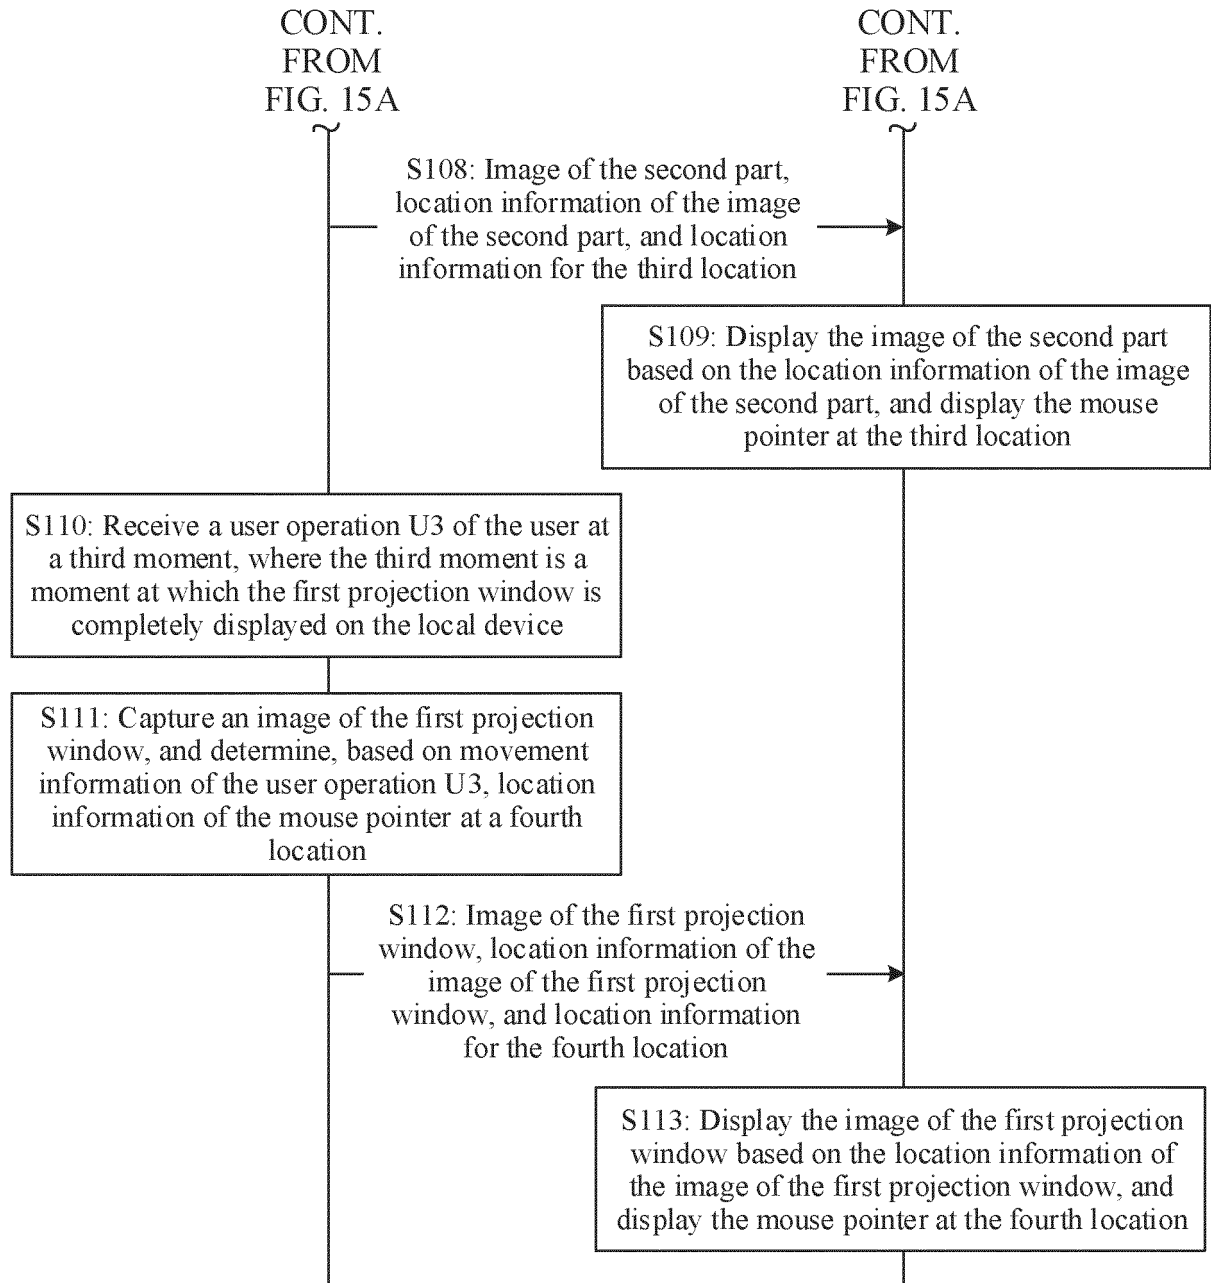 CONT.
FROM
FIG. 15A
CONT.
FROM
FIG. 15A
S108: Image of the second part,
location information of the image
of the second part, and location
information for the third location
S109: Display the image of the second part
based on the location information of the image
of the second part, and display the mouse
pointer at the third location
S110: Receive a user operation U3 of the user at
a third moment, where the third moment is a
moment at which the first projection window is
completely displayed on the local device
S111: Capture an image of the first projection
window, and determine, based on movement
information of the user operation U3, location
information of the mouse pointer at a fourth
location
S112: Image of the first projection
window, location information of the
image of the first projection
window, and location information
for the fourth location
S113: Display the image of the first projection
window based on the location information of
the image of the first projection window, and
display the mouse pointer at the fourth location